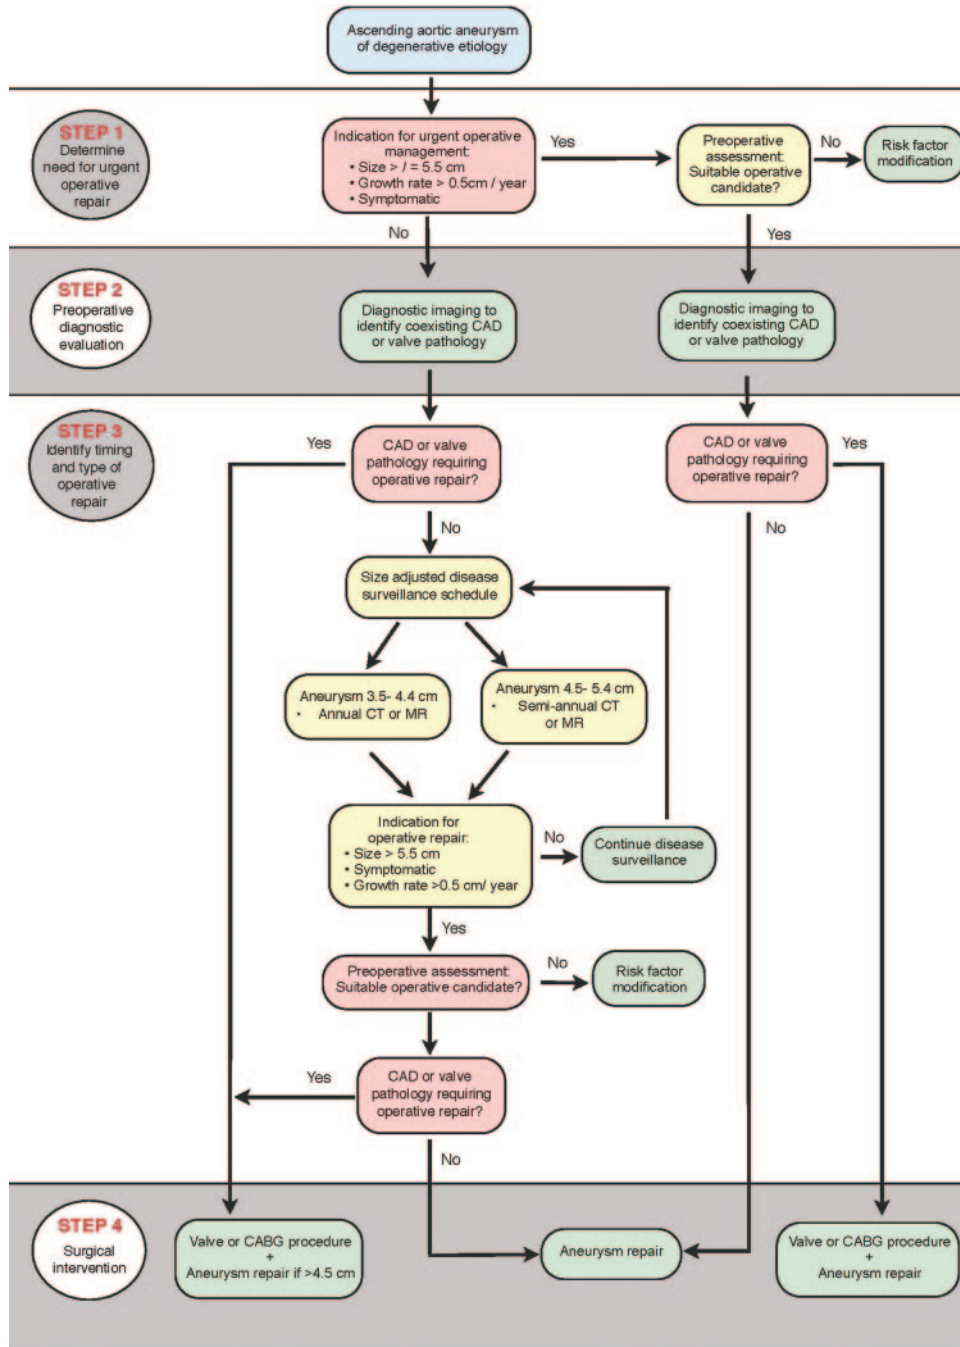 Ascending aortic aneurysm
of degenerative etiology
STEP 1
Determine
need for urgent
operative
repair
Indication for urgent operative
management:
• Size > / = 5.5 cm
• Growth rate > 0.5cm / year
• Symptomatic
Yes
Preoperative
assessment:
Suitable operative
candidate?
No
Risk factor
modification
No
Yes
STEP 2
Preoperative
diagnostic
evaluation
Diagnostic imaging to
identify coexisting CAD
or valve pathology
Diagnostic imaging to
identify coexisting CAD
or valve pathology
STEP 3
Identify timing
and type of
operative
repair
Yes
CAD or valve
pathology requiring
operative repair?
CAD or valve
pathology requiring
operative repair?
Yes
No
No
Size adjusted disease
surveillance schedule
Aneurysm 3.5- 4.4 cm
• Annual CT or MR
Aneurysm 4.5- 5.4 cm
• Semi-annual CT
or MR
Indication for
operative repair:
• Size > 5.5 cm
• Symptomatic
• Growth rate >0.5 cm/ year
No
Continue disease
surveillance
Yes
Preoperative assessment:
Suitable operative candidate?
No
Risk factor
modification
Yes
CAD or valve
pathology requiring
operative repair?
No
STEP 4
Surgical
intervention
Valve or CABG procedure
+
Aneurysm repair if >4.5 cm
Aneurysm repair
Valve or CABG procedure
+
Aneurysm repair